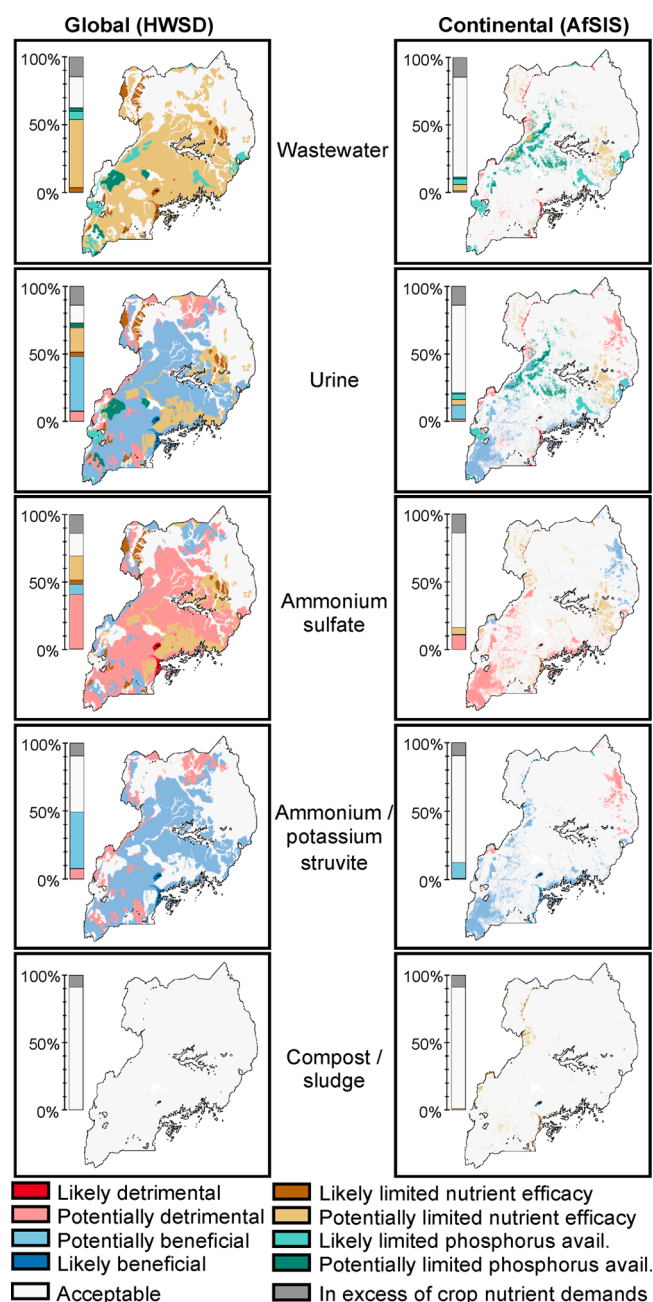 Global (HWSD)
Continental (AfSIS)
100%
50%
0%
Wastewater
100%
50%
0%
100%
50%
0%
Urine
100%
50%
0%
100%
50%
0%
Ammonium
sulfate
100%
50%
0%
100%
50%
0%
Ammonium /
potassium
struvite
100%
50%
0%
100%
50%
0%
Compost /
sludge
100%
50%
0%
Likely detrimental
Potentially detrimental
Potentially beneficial
Likely beneficial
Acceptable
Likely limited nutrient efficacy
Potentially limited nutrient efficacy
Likely limited phosphorus avail.
Potentially limited phosphorus avail.
In excess of crop nutrient demands